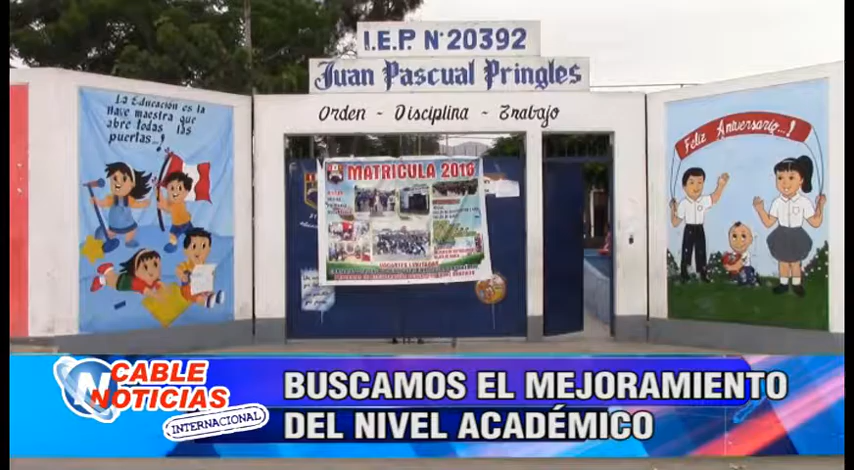 I.E.P. N°20392
Juan Pascual Pringles
Orden - Disciplina - Trabajo
La Educación es la
llave maestra que
abre todas las
puertas...!
Feliz Aniversario...!
MATRICULA 2016
CABLE
NOTICIAS
INTERNACIONAL
BUSCAMOS EL MEJORAMIENTO
DEL NIVEL ACADÉMICO